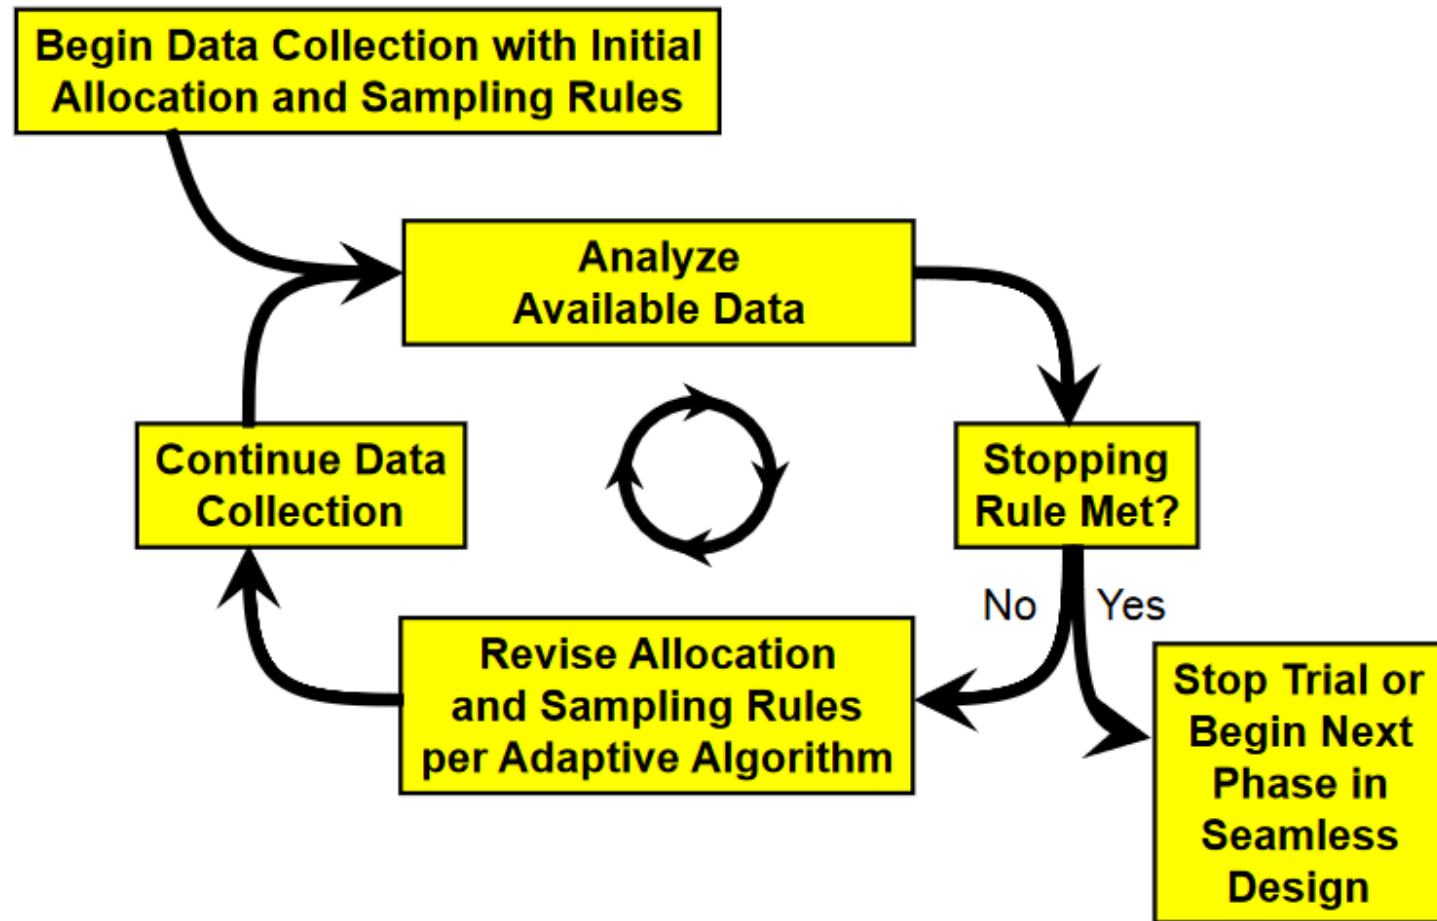 Begin Data Collection with Initial
Allocation and Sampling Rules
Analyze
Available Data
Continue Data
Collection
Stopping
Rule Met?
No
Yes
Revise Allocation
and Sampling Rules
per Adaptive Algorithm
Stop Trial or
Begin Next
Phase in
Seamless
Design